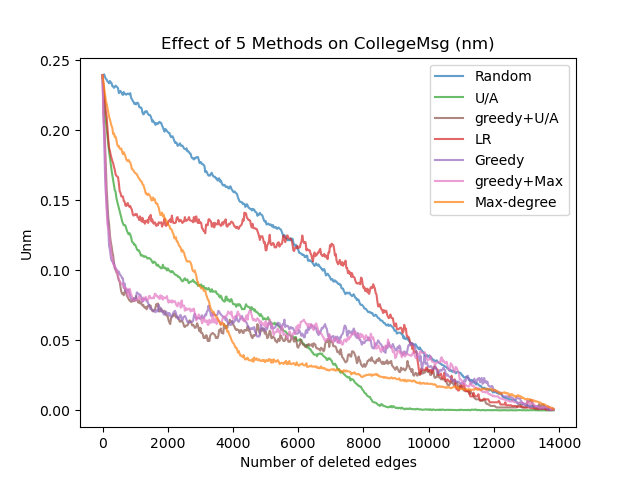 Effect of 5 Methods on CollegeMsg (nm)
0.25
0.20
0.15
0.10
0.05
0.00
Unm
Random
U/A
greedy+U/A
LR
Greedy
greedy+Max
Max-degree
0 2000 4000 6000 8000 10000 12000 14000
Number of deleted edges